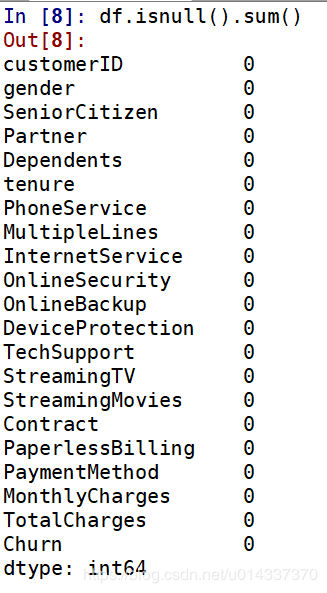 In [8]: df.isnull().sum()
Out[8]:
customerID 0
gender 0
SeniorCitizen 0
Partner 0
Dependents 0
tenure 0
PhoneService 0
MultipleLines 0
InternetService 0
OnlineSecurity 0
OnlineBackup 0
DeviceProtection 0
TechSupport 0
StreamingTV 0
StreamingMovies 0
Contract 0
PaperlessBilling 0
PaymentMethod 0
MonthlyCharges 0
TotalCharges 0
Churn 0
dtype: int64
https://blog.csdn.net/u014337370